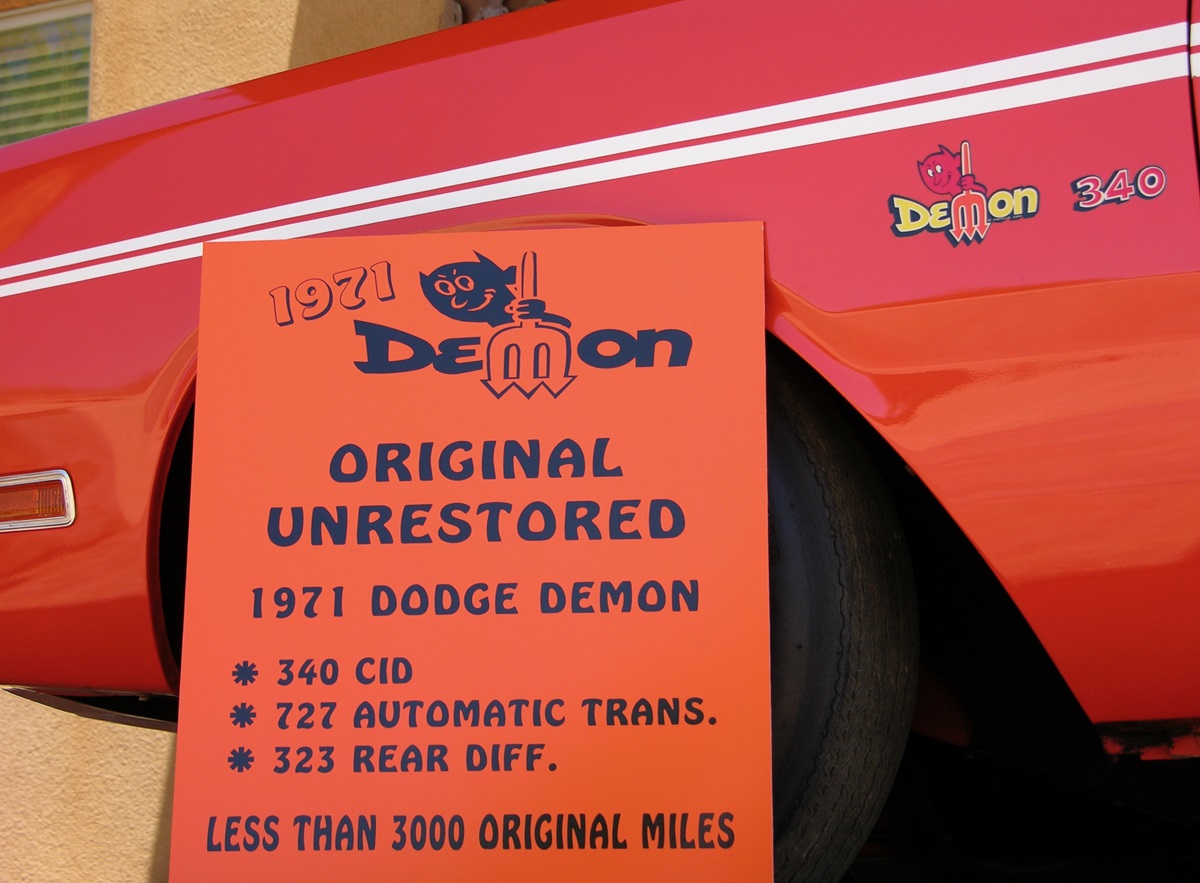 Demon 340
1971
Demon
ORIGINAL
UNRESTORED
1971 DODGE DEMON
* 340 CID
* 727 AUTOMATIC TRANS.
* 323 REAR DIFF.
LESS THAN 3000 ORIGINAL MILES